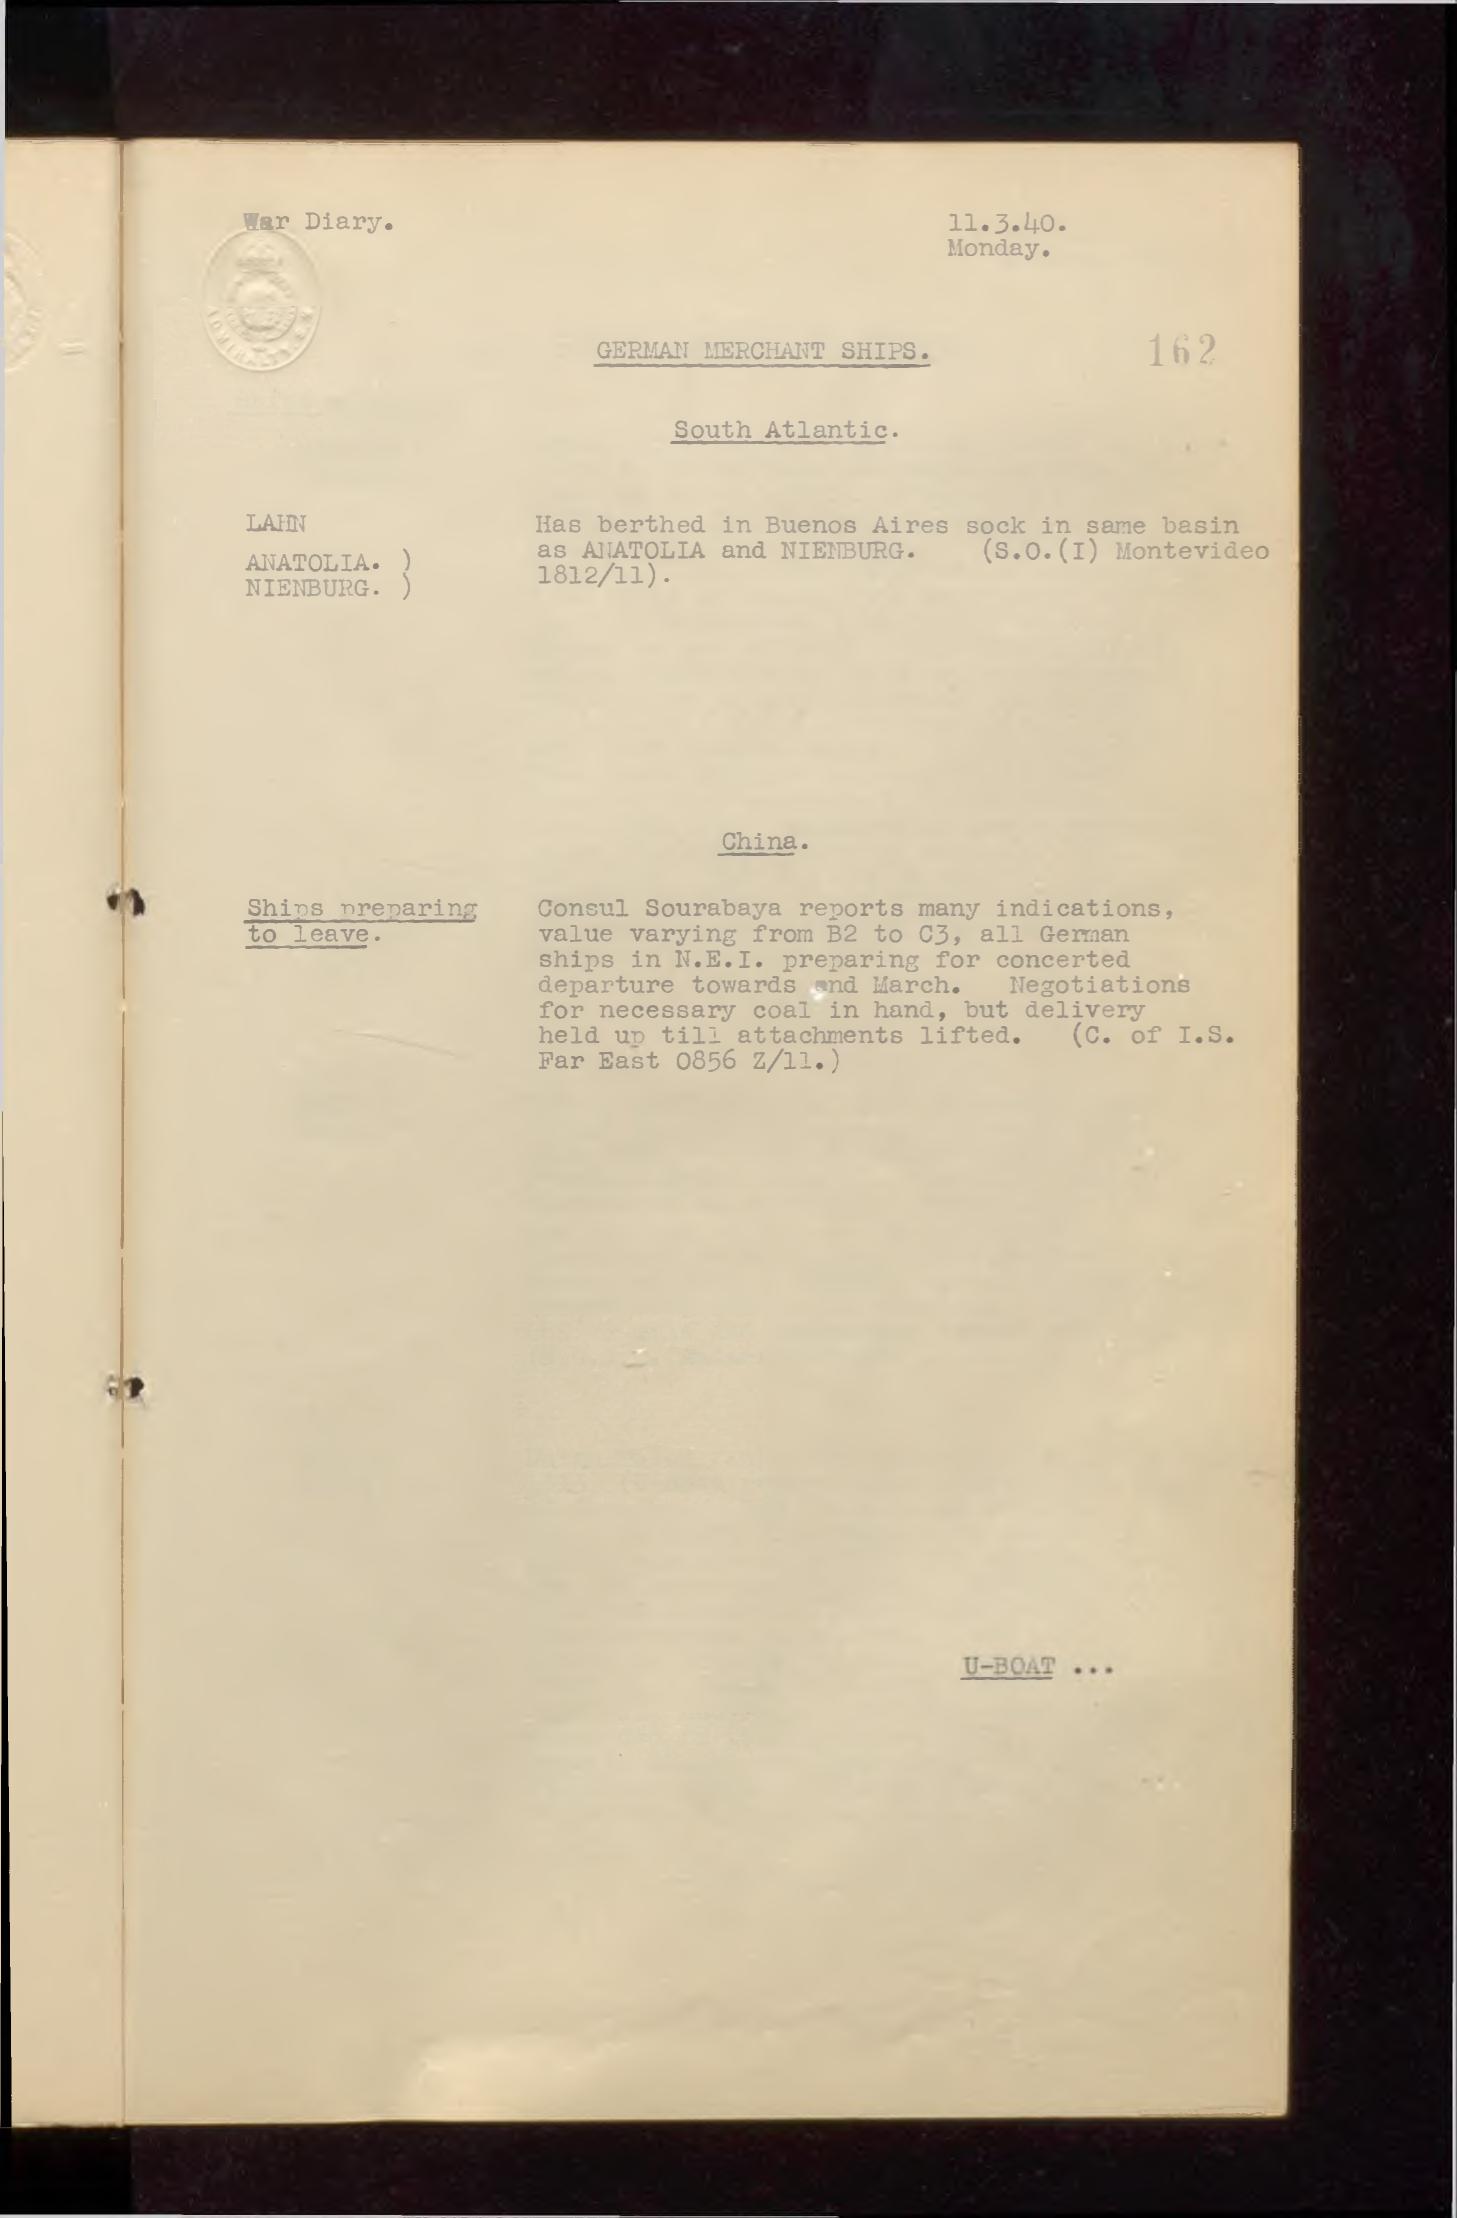 War Diary.
11.3.40.
Monday.
ADMIRALTY S.W
GERMAN MERCHANT SHIPS.
162
South Atlantic.
LAHN
ANATOLIA. )
NIENBURG. )
Has berthed in Buenos Aires sock in same basin
as ANATOLIA and NIENBURG. (S.O.(I) Montevideo
1812/11).
China.
Ships preparing
to leave.
Consul Sourabaya reports many indications,
value varying from B2 to C3, all German
ships in N.E.I. preparing for concerted
departure towards end March. Negotiations
for necessary coal in hand, but delivery
held up till attachments lifted. (C. of I.S.
Far East 0856 Z/11.)
U-BOAT ...